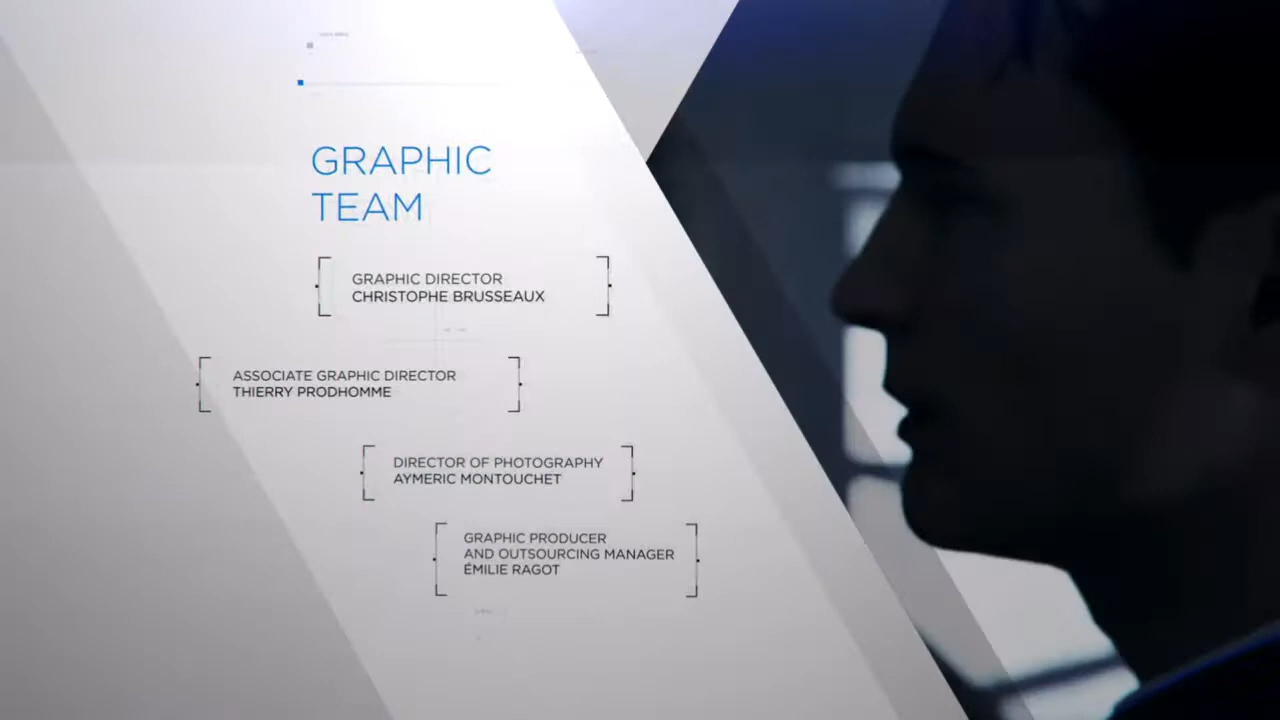 GRAPHIC
TEAM
GRAPHIC DIRECTOR
CHRISTOPHE BRUSSEAUX
ASSOCIATE GRAPHIC DIRECTOR
THIERRY PRODHOMME
DIRECTOR OF PHOTOGRAPHY
AYMERIC MONTOUCHET
GRAPHIC PRODUCER
AND OUTSOURCING MANAGER
ÉMILIE RAGOT